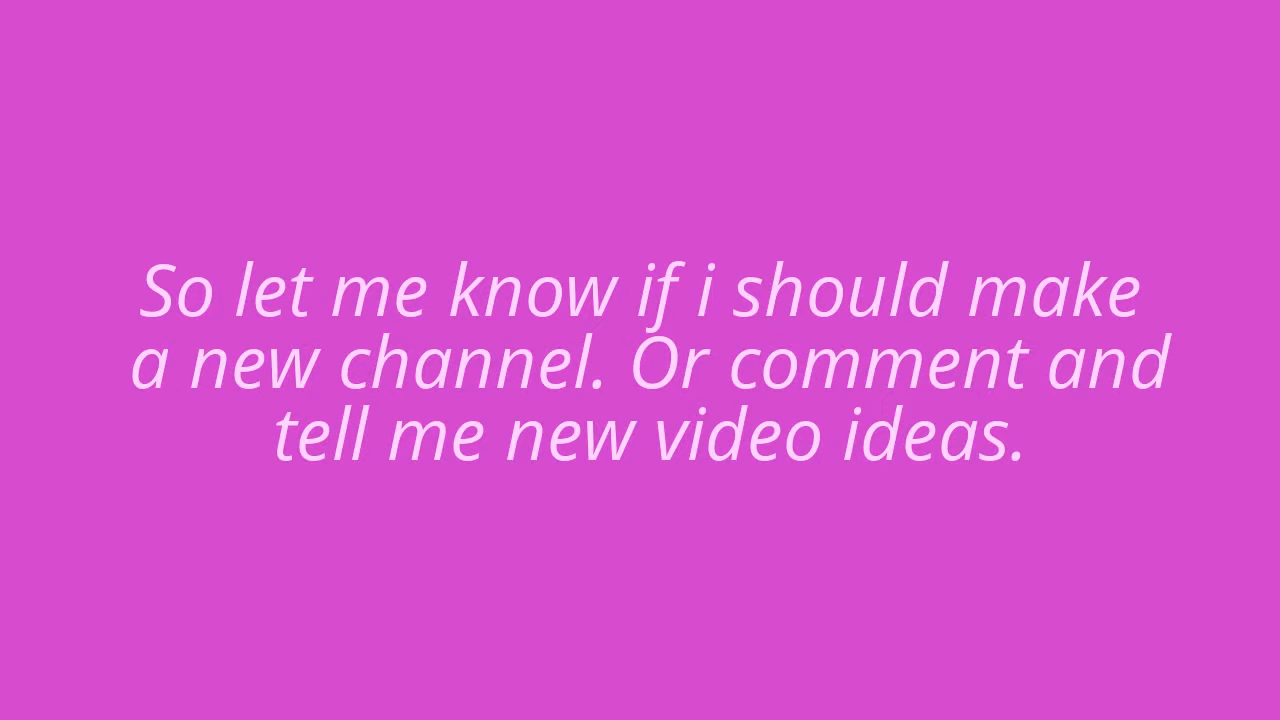 So let me know if i should make
a new channel. Or comment and
tell me new video ideas.